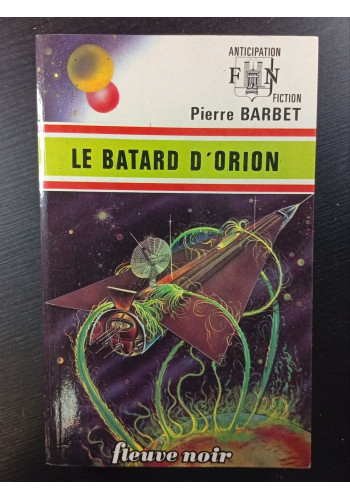 ANTICIPATION
F N
FICTION
Pierre BARBET
LE BATARD D'ORION
fleuve noir